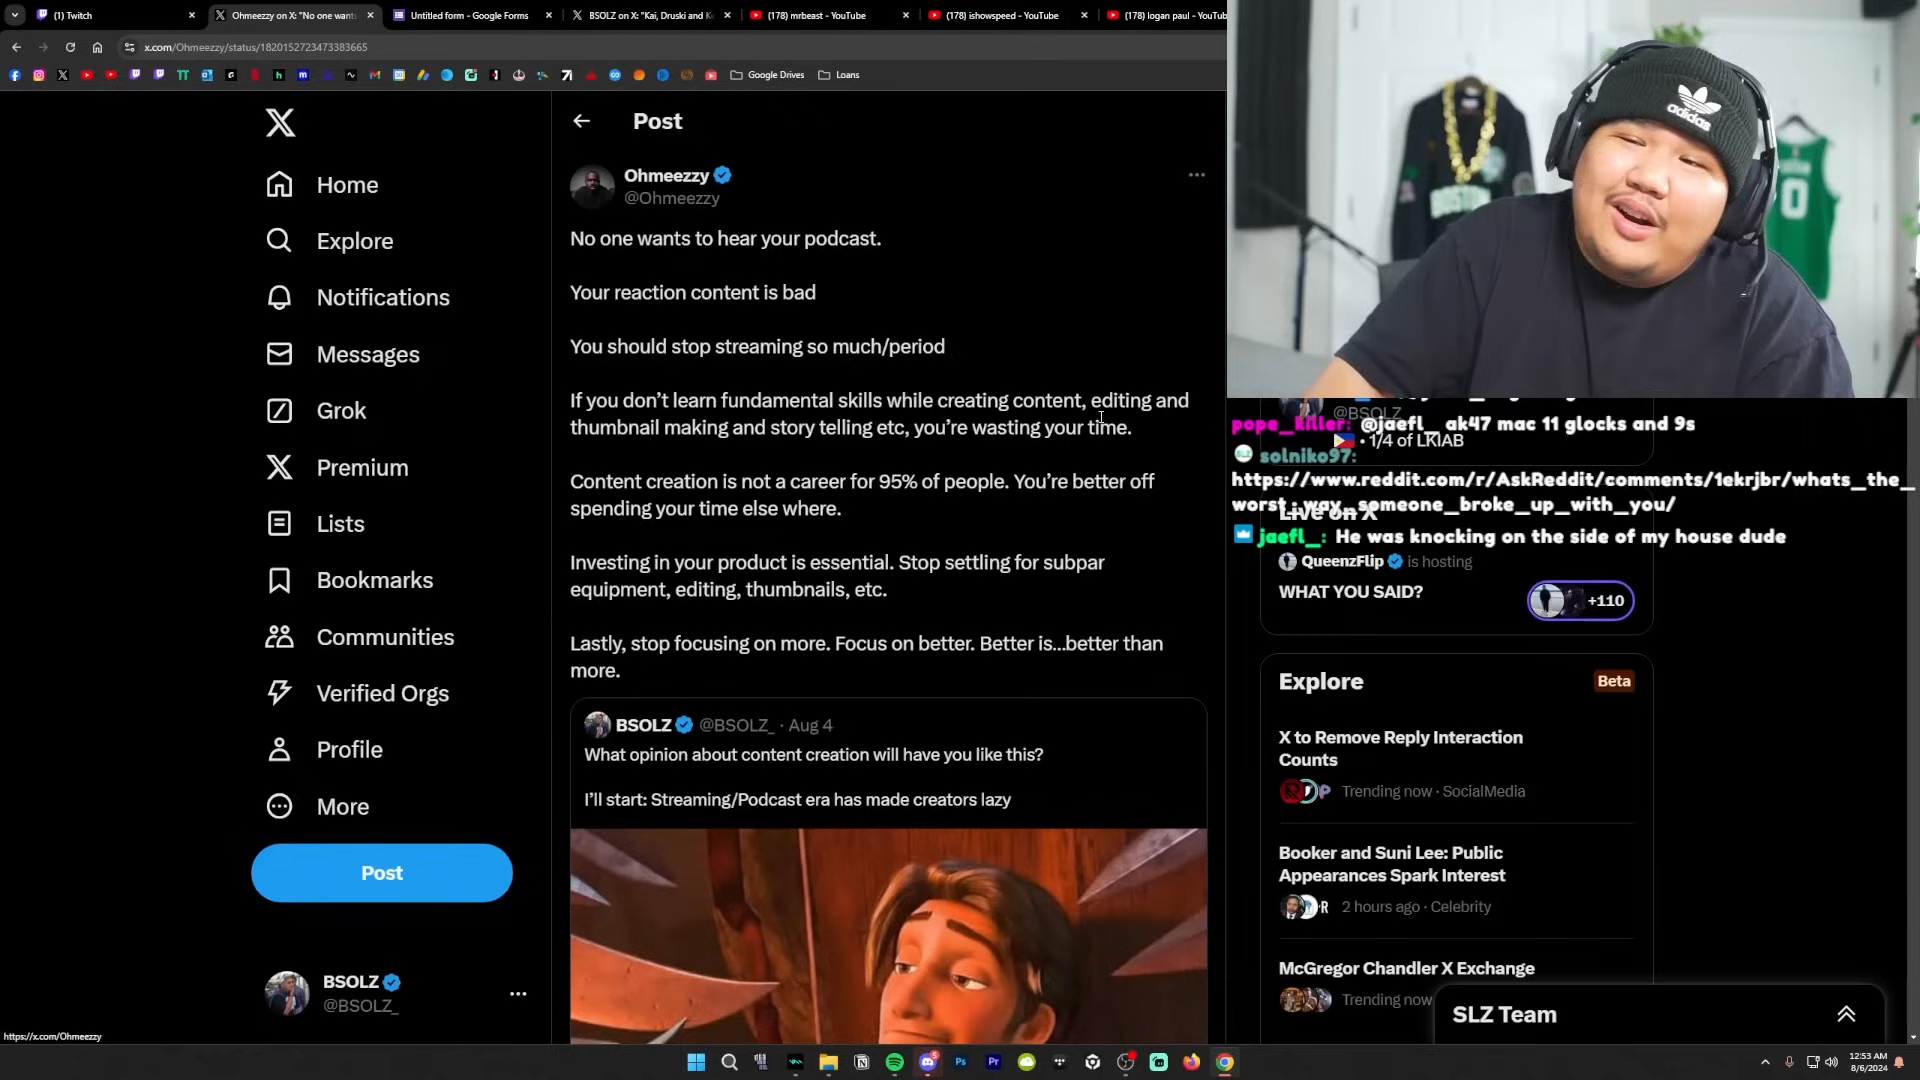 (1) Twitch
Ohmeezzy on X: "No one wan
Untitled form - Google Forms
BSOLZ on X: "Kai, Druski and K
(178) mrbeast - YouTube
(178) ishowspeed - YouTube
(178) logan paul - YouTub
x.com/Ohmeezzy/status/1820152723473383665
Google Drives
Loans
Home
Explore
Notifications
Messages
Grok
Premium
Lists
Bookmarks
Communities
Verified Orgs
Profile
More
Post
BSOLZ
@BSOLZ_
https://x.com/Ohmeezzy
Post
Ohmeezzy
@Ohmeezzy
No one wants to hear your podcast.
Your reaction content is bad
You should stop streaming so much/period
If you don’t learn fundamental skills while creating content, editing and
thumbnail making and story telling etc, you’re wasting your time.
Content creation is not a career for 95% of people. You’re better off
spending your time else where.
Investing in your product is essential. Stop settling for subpar
equipment, editing, thumbnails, etc.
Lastly, stop focusing on more. Focus on better. Better is...better than
more.
BSOLZ @BSOLZ_ · Aug 4
What opinion about content creation will have you like this?
I’ll start: Streaming/Podcast era has made creators lazy
adidas
BOSTON
0
@BSOLZ
pope_killer: @jaefl_ ak47 mac 11 glocks and 9s
• 1/4 of LKIAB
solniko97:
https://www.reddit.com/r/AskReddit/comments/1ekrjbr/whats_the_
worst_way_someone_broke_up_with_you/
Live on X
jaefl_: He was knocking on the side of my house dude
QueenzFlip is hosting
WHAT YOU SAID?
+110
Explore
Beta
X to Remove Reply Interaction
Counts
Trending now · SocialMedia
Booker and Suni Lee: Public
Appearances Spark Interest
2 hours ago · Celebrity
McGregor Chandler X Exchange
Trending now
SLZ Team
12:53 AM
8/6/2024